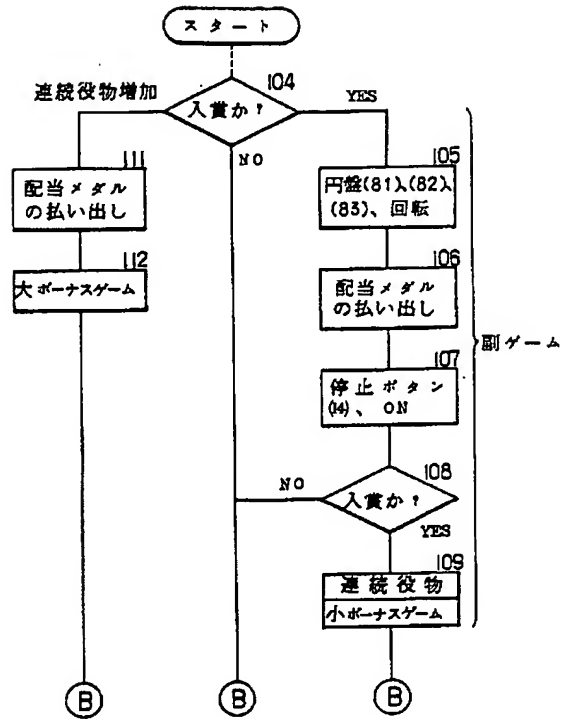 スタート
104
入賞か?
連続役物増加
YES
NO
111
配当メダル
の払い出し
112
大ボーナスゲーム
105
円盤(81)、(82)、
(83)、回転
106
配当メダル
の払い出し
107
停止ボタン
(14)、ON
108
入賞か?
NO
YES
109
連続役物
小ボーナスゲーム
副ゲーム
B
B
B